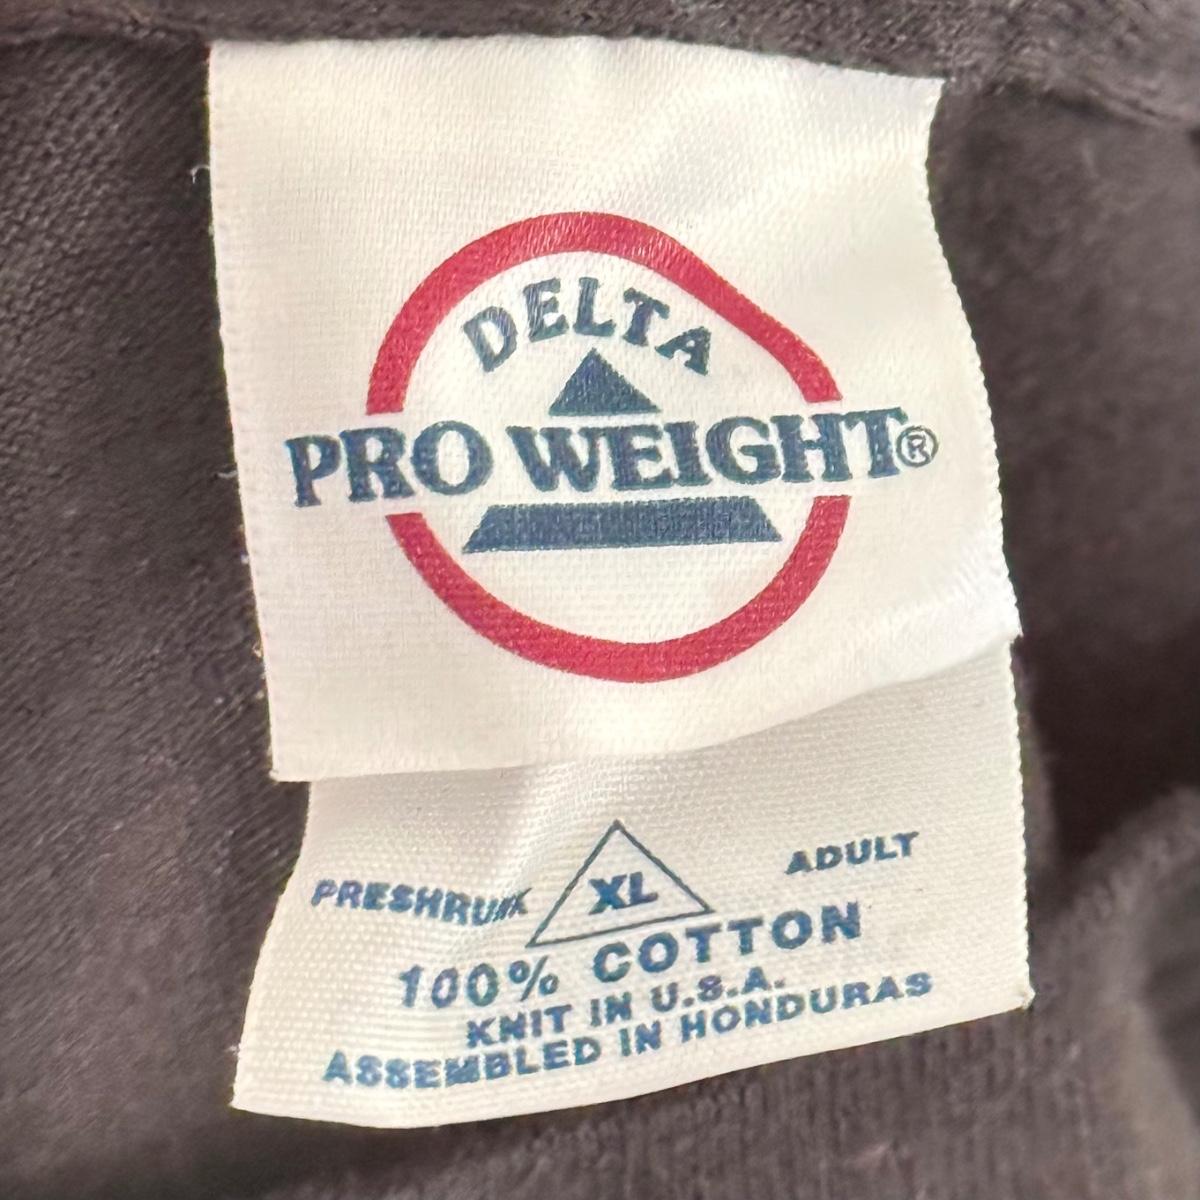 DELTA
PRO WEIGHT®
PRESHRUNK XL ADULT
100% COTTON
KNIT IN U.S.A.
ASSEMBLED IN HONDURAS